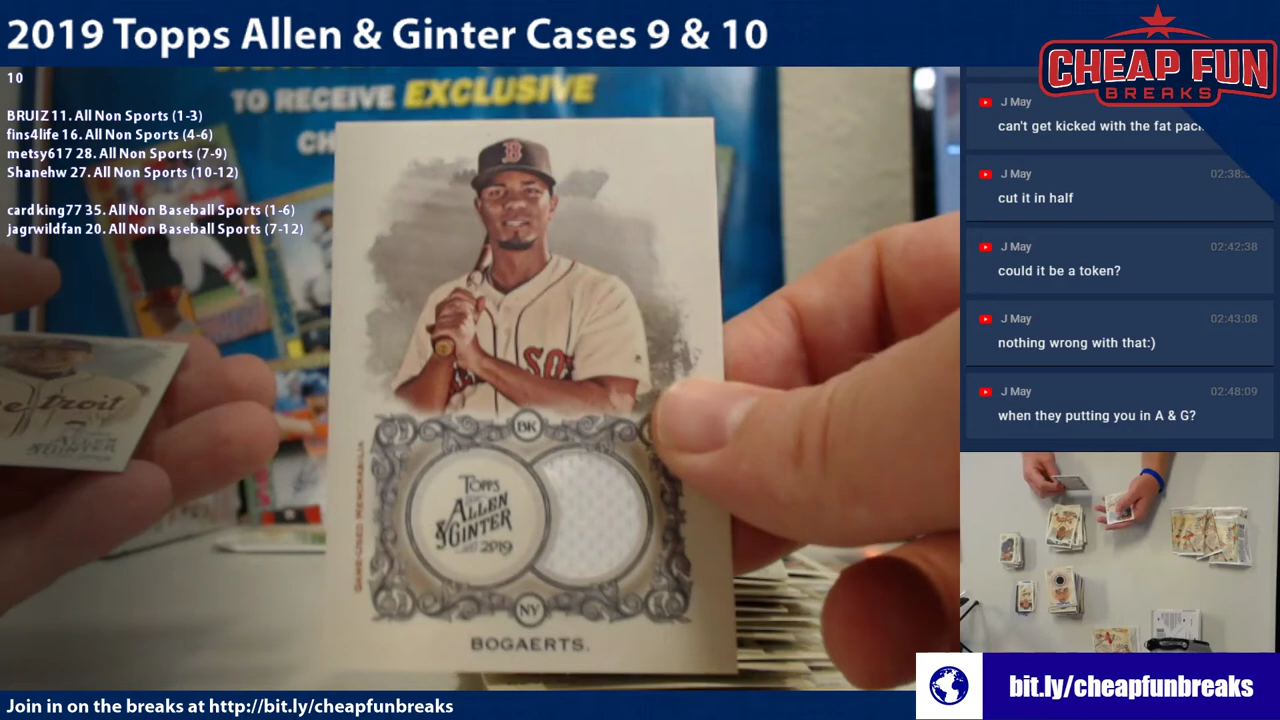 2019 Topps Allen & Ginter Cases 9 & 10
10
BRUIZ 11. All Non Sports (1-3)
fins4life 16. All Non Sports (4-6)
metsy617 28. All Non Sports (7-9)
Shanehw 27. All Non Sports (10-12)
cardking77 35. All Non Baseball Sports (1-6)
jagrwildfan 20. All Non Baseball Sports (7-12)
TO RECEIVE EXCLUSIVE
B
BK
TOPPS
ALLEN
& GINTER
2019
GAME-USED MEMORABILIA
NY
BOGAERTS.
etroit
ALLEN
& GINTER
CHEAP FUN
BREAKS
J May
can't get kicked with the fat pac
J May
cut it in half
J May 02:42:38
could it be a token?
J May 02:43:08
nothing wrong with that:)
J May 02:48:09
when they putting you in A & G?
bit.ly/cheapfunbreaks
Join in on the breaks at http://bit.ly/cheapfunbreaks